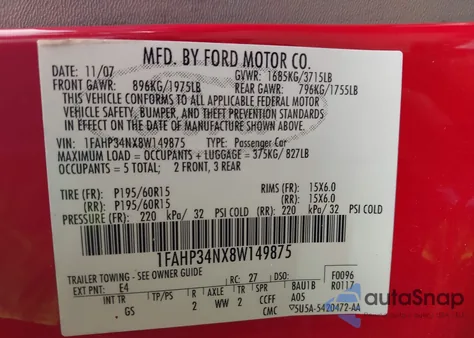 MFD. BY FORD MOTOR CO.
DATE: 11/07 GVWR: 1685KG/3715LB
FRONT GAWR: 896KG/1975LB REAR GAWR: 796KG/1755LB
THIS VEHICLE CONFORMS TO ALL APPLICABLE FEDERAL MOTOR
VEHICLE SAFETY, BUMPER, AND THEFT PREVENTION STANDARDS
IN EFFECT ON THE DATE OF MANUFACTURE SHOWN ABOVE.
VIN: 1FAHP34NX8W149875 TYPE: Passenger Car
MAXIMUM LOAD = OCCUPANTS + LUGGAGE = 375KG/827LB
OCCUPANTS = 5 TOTAL; 2 FRONT, 3 REAR
TIRE (FR): P195/60R15 RIMS (FR): 15X6.0
(RR): P195/60R15 (RR): 15X6.0
PRESSURE (FR): 220 kPa/ 32 PSI COLD (RR): 220 kPa/ 32 PSI COLD
1FAHP34NX8W149875
TRAILER TOWING - SEE OWNER GUIDE F0096
EXT PNT: E4 RC: 27 DSO: R0117
INT TR TP/PS R AXLE TR SPR BAU1B
GS 2 WW 2 CCFF A05
CMC 5U5A-5420472-AA
autoSnap